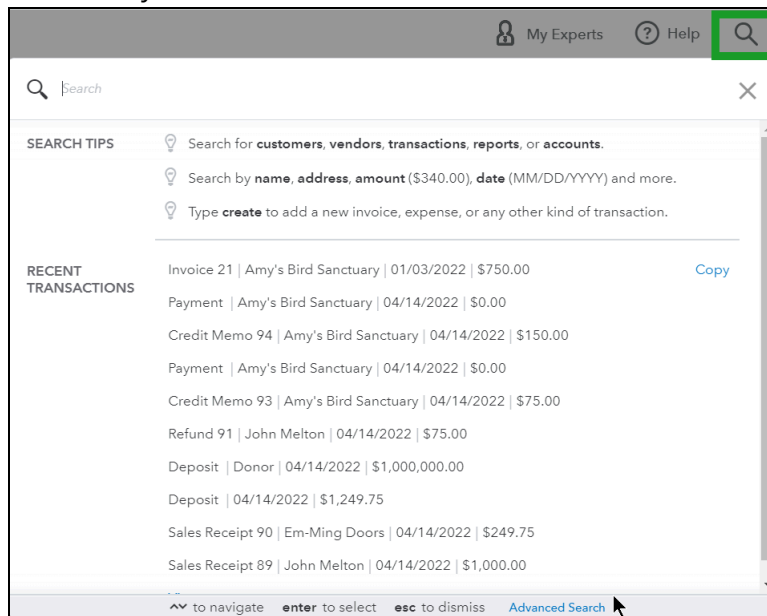 My Experts Help
Search
SEARCH TIPS
Search for customers, vendors, transactions, reports, or accounts.
Search by name, address, amount ($340.00), date (MM/DD/YYYY) and more.
Type create to add a new invoice, expense, or any other kind of transaction.
RECENT
TRANSACTIONS
Invoice 21 | Amy's Bird Sanctuary | 01/03/2022 | $750.00 Copy
Payment | Amy's Bird Sanctuary | 04/14/2022 | $0.00
Credit Memo 94 | Amy's Bird Sanctuary | 04/14/2022 | $150.00
Payment | Amy's Bird Sanctuary | 04/14/2022 | $0.00
Credit Memo 93 | Amy's Bird Sanctuary | 04/14/2022 | $75.00
Refund 91 | John Melton | 04/14/2022 | $75.00
Deposit | Donor | 04/14/2022 | $1,000,000.00
Deposit | 04/14/2022 | $1,249.75
Sales Receipt 90 | Em-Ming Doors | 04/14/2022 | $249.75
Sales Receipt 89 | John Melton | 04/14/2022 | $1,000.00
to navigate enter to select esc to dismiss Advanced Search